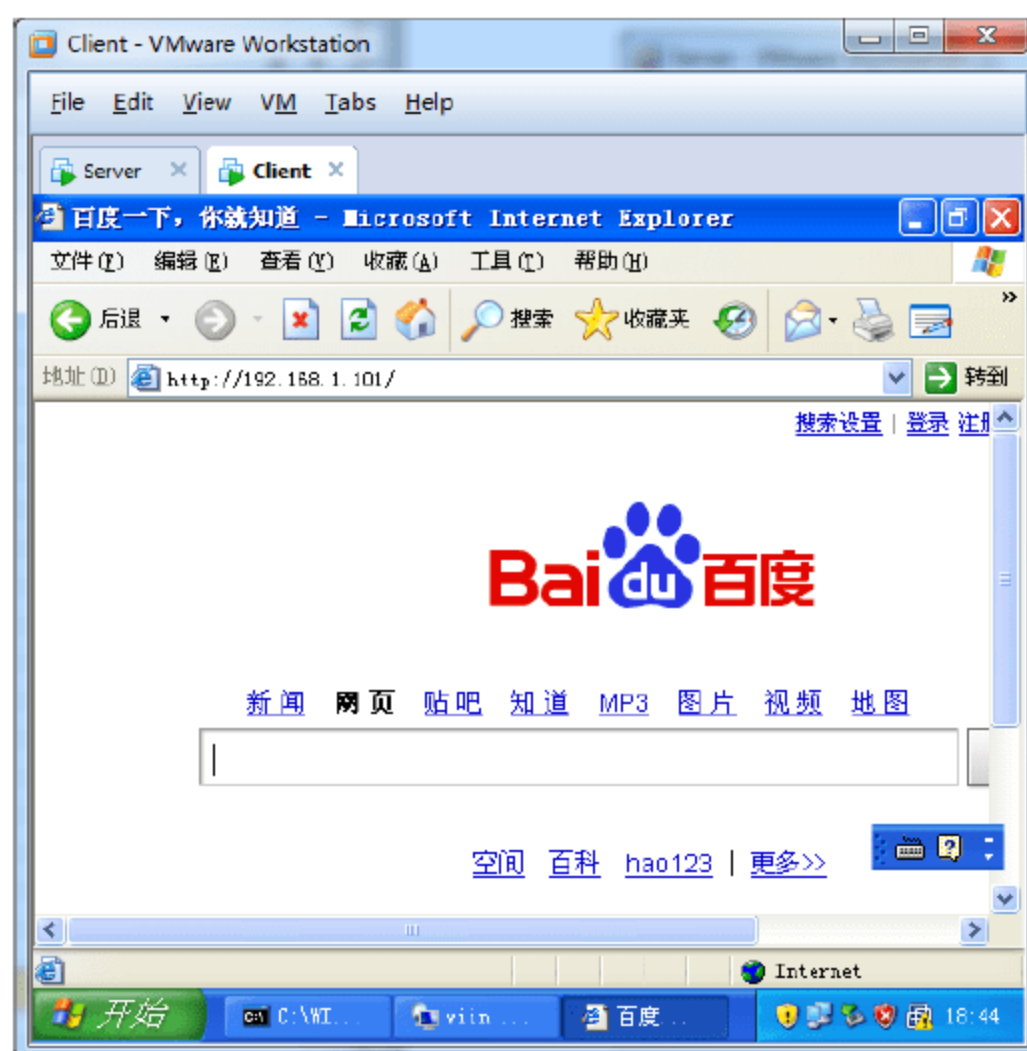 Client - VMware Workstation
File Edit View VM Tabs Help
Server Client
百度一下，你就知道 - Microsoft Internet Explorer
文件(F) 编辑(E) 查看(V) 收藏(A) 工具(T) 帮助(H)
后退 搜索 收藏夹 »
地址(D) http://192.168.1.101/ 转到
搜索设置 | 登录 注册
Bai du 百度
新闻 网页 贴吧 知道 MP3 图片 视频 地图
空间 百科 hao123 | 更多>>
Internet
开始 C:\WI... viin ... 百度... 18:44